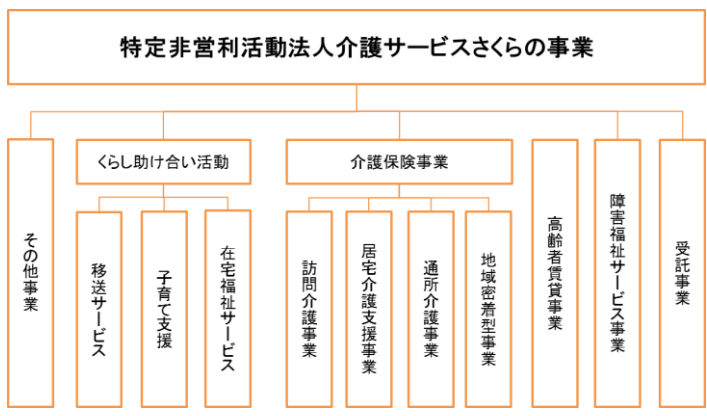 特定非営利活動法人介護サービスさくらの事業
その他事業
くらし助け合い活動
移送サービス
子育て支援
在宅福祉サービス
介護保険事業
訪問介護事業
居宅介護支援事業
通所介護事業
地域密着型事業
高齢者賃貸事業
障害福祉サービス事業
受託事業